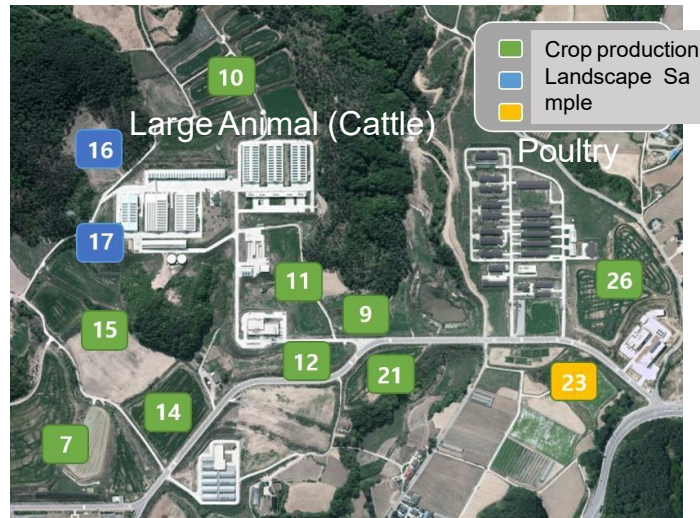 Crop production
10
Landscape Sa
mple
Large Animal (Cattle)
16
Poultry
17
11
26
9
15
12
21
23
14
7